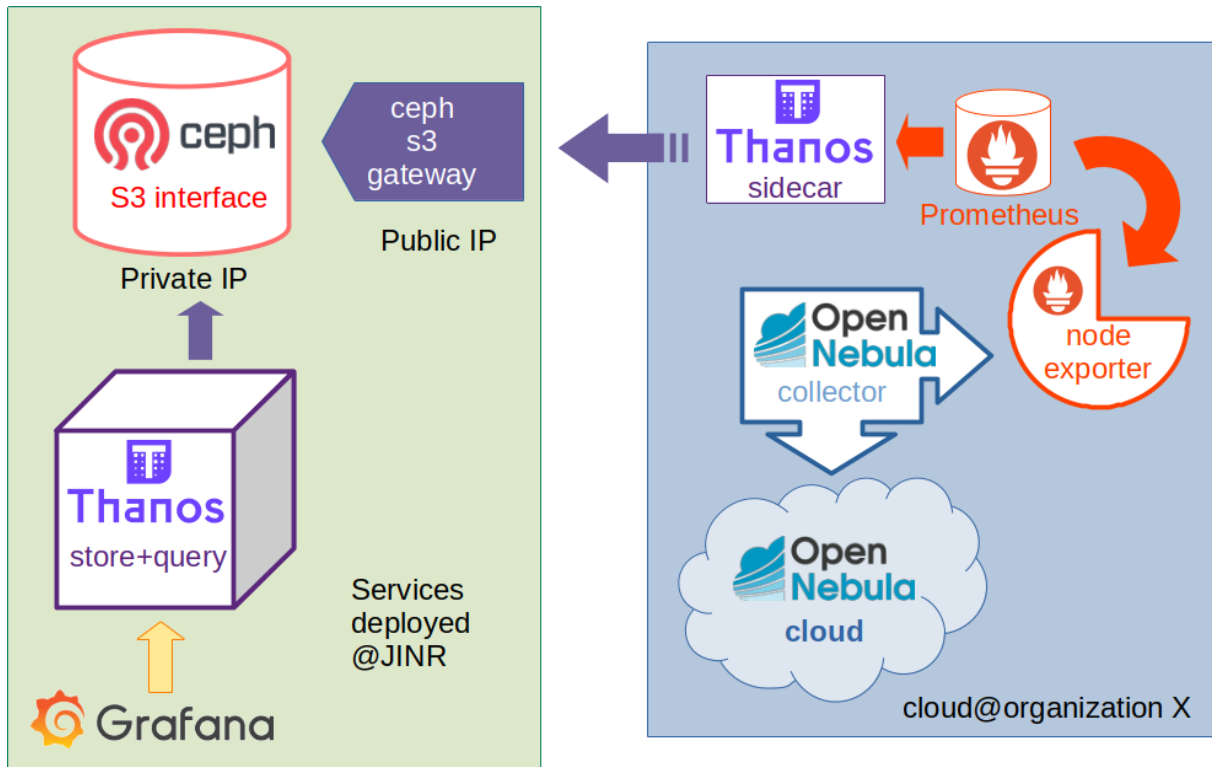 ceph
S3 interface
Private IP
ceph
s3
gateway
Public IP
Thanos
store+query
Services
deployed
@JINR
Grafana
Thanos
sidecar
Prometheus
node
exporter
Open
Nebula
collector
Open
Nebula
cloud
cloud@organization X